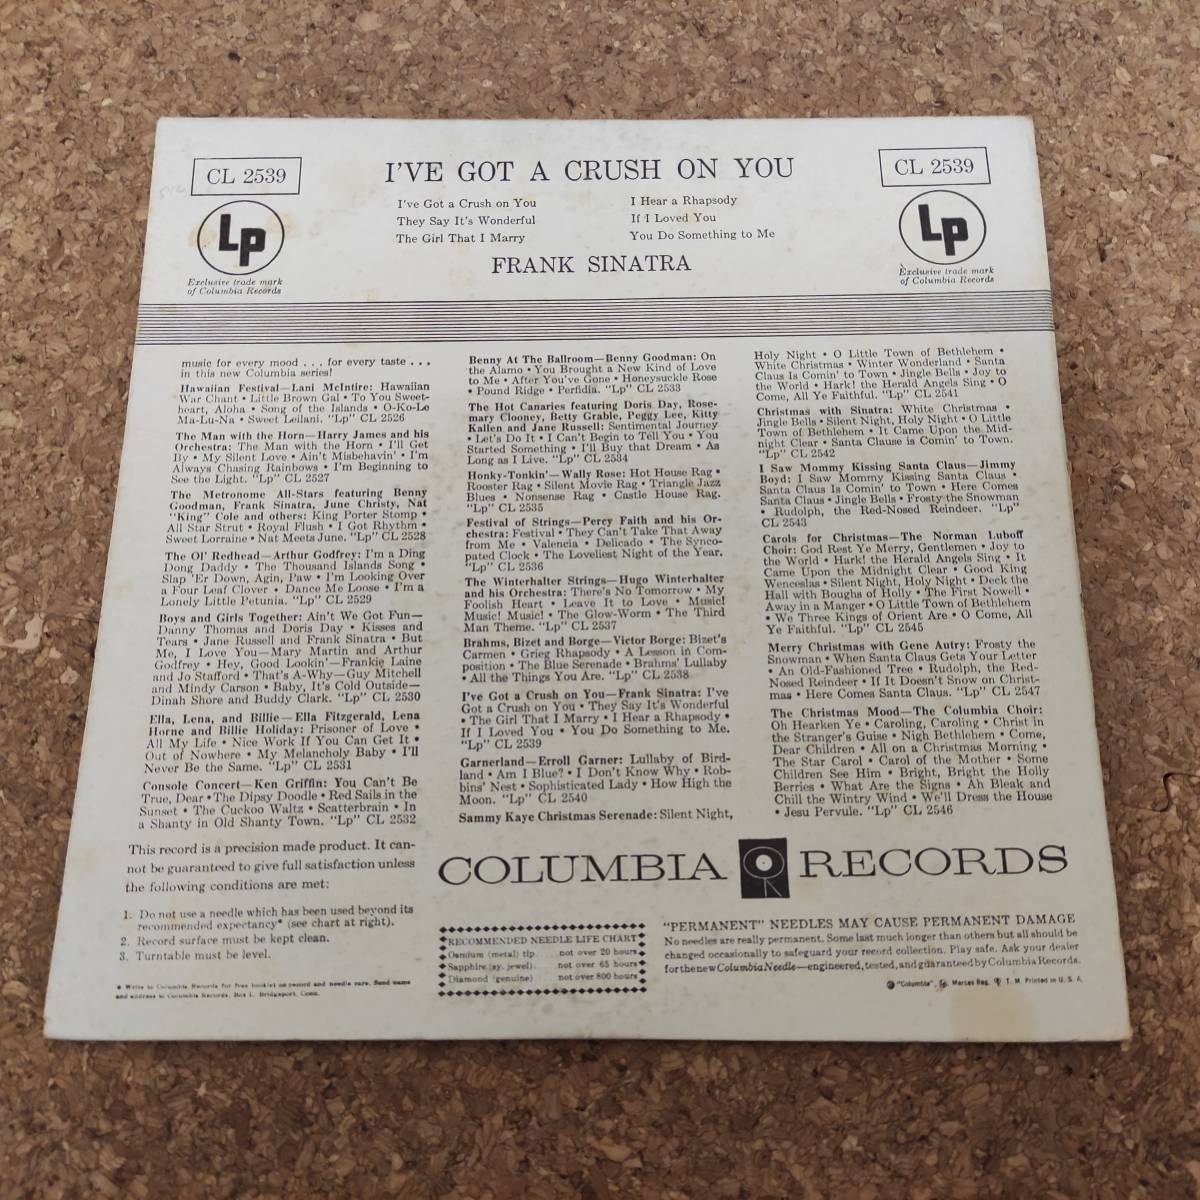 CL 2539
I'VE GOT A CRUSH ON YOU
CL 2539
I've Got a Crush on You
They Say It's Wonderful
The Girl That I Marry
I Hear a Rhapsody
If I Loved You
You Do Something to Me
FRANK SINATRA
Lp
Exclusive trade mark
of Columbia Records
Lp
Exclusive trade mark
of Columbia Records
music for every mood . . . for every taste . . .
in this new Columbia series!
Hawaiian Festival—Lani McIntire: Hawaiian
War Chant • Little Brown Gal • To You Sweet-
heart, Aloha • Song of the Islands • O-Ko-Le
Ma-Lu-Na • Sweet Leilani. "Lp" CL 2526
The Man with the Horn—Harry James and his
Orchestra: The Man with the Horn • I'll Get
By • My Silent Love • Ain't Misbehavin' • I'm
Always Chasing Rainbows • I'm Beginning to
See the Light. "Lp" CL 2527
The Metronome All-Stars featuring Benny
Goodman, Frank Sinatra, June Christy, Nat
"King" Cole and others: King Porter Stomp •
All Star Strut • Royal Flush • I Got Rhythm •
Sweet Lorraine • Nat Meets June. "Lp" CL 2528
The Ol' Redhead—Arthur Godfrey: I'm a Ding
Dong Daddy • The Thousand Islands Song •
Slap 'Er Down, Agin, Paw • I'm Looking Over
a Four Leaf Clover • Dance Me Loose • I'm a
Lonely Little Petunia. "Lp" CL 2529
Boys and Girls Together: Ain't We Got Fun—
Danny Thomas and Doris Day • Kisses and
Tears • Jane Russell and Frank Sinatra • But
Me, I Love You—Mary Martin and Arthur
Godfrey • Hey, Good Lookin'—Frankie Laine
and Jo Stafford • That's A-Why—Guy Mitchell
and Mindy Carson • Baby, It's Cold Outside—
Dinah Shore and Buddy Clark. "Lp" CL 2530
Ella, Lena, and Billie—Ella Fitzgerald, Lena
Horne and Billie Holiday: Prisoner of Love •
All My Life • Nice Work If You Can Get It •
Out of Nowhere • My Melancholy Baby • I'll
Never Be the Same. "Lp" CL 2531
Console Concert—Ken Griffin: You Can't Be
True, Dear • The Dipsy Doodle • Red Sails in the
Sunset • The Cuckoo Waltz • Scatterbrain • In
a Shanty in Old Shanty Town. "Lp" CL 2532
Benny At The Ballroom—Benny Goodman: On
the Alamo • You Brought a New Kind of Love
to Me • After You've Gone • Honeysuckle Rose
• Pound Ridge • Perfidia. "Lp" CL 2533
The Hot Canaries featuring Doris Day, Rose-
mary Clooney, Betty Grable, Peggy Lee, Kitty
Kallen and Jane Russell: Sentimental Journey
• Let's Do It • I Can't Begin to Tell You • You
Started Something • I'll Buy that Dream • As
Long as I Live. "Lp" CL 2534
Honky-Tonkin'—Wally Rose: Hot House Rag •
Rooster Rag • Silent Movie Rag • Triangle Jazz
Blues • Nonsense Rag • Castle House Rag.
"Lp" CL 2535
Festival of Strings—Percy Faith and his Or-
chestra: Festival • They Can't Take That Away
from Me • Valencia • Delicado • The Synco-
pated Clock • The Loveliest Night of the Year.
"Lp" CL 2536
The Winterhalter Strings—Hugo Winterhalter
and his Orchestra: There's No Tomorrow • My
Foolish Heart • Leave It to Love • Music!
Music! Music! • The Glow-Worm • The Third
Man Theme. "Lp" CL 2537
Brahms, Bizet and Borge—Victor Borge: Bizet's
Carmen • Grieg Rhapsody • A Lesson in Com-
position • The Blue Serenade • Brahms' Lullaby
• All the Things You Are. "Lp" CL 2538
I've Got a Crush on You—Frank Sinatra: I've
Got a Crush on You • They Say It's Wonderful
• The Girl That I Marry • I Hear a Rhapsody •
If I Loved You • You Do Something to Me.
"Lp" CL 2539
Garnerland—Erroll Garner: Lullaby of Bird-
land • Am I Blue? • I Don't Know Why • Rob-
bins' Nest • Sophisticated Lady • How High the
Moon. "Lp" CL 2540
Sammy Kaye Christmas Serenade: Silent Night,
Holy Night • O Little Town of Bethlehem •
White Christmas • Winter Wonderland • Santa
Claus Is Comin' to Town • Jingle Bells • Joy to
the World • Hark! the Herald Angels Sing • O
Come, All Ye Faithful. "Lp" CL 2541
Christmas with Sinatra: White Christmas •
Jingle Bells • Silent Night, Holy Night • O Little
Town of Bethlehem • It Came Upon the Mid-
night Clear • Santa Clause is Comin' to Town.
"Lp" CL 2542
I Saw Mommy Kissing Santa Claus—Jimmy
Boyd: I Saw Mommy Kissing Santa Claus •
Santa Claus Is Comin' to Town • Here Comes
Santa Claus • Jingle Bells • Frosty the Snowman
• Rudolph, the Red-Nosed Reindeer. "Lp"
CL 2543
Carols for Christmas—The Norman Luboff
Choir: God Rest Ye Merry, Gentlemen • Joy to
the World • Hark! the Herald Angels Sing • It
Came Upon the Midnight Clear • Good King
Wenceslas • Silent Night, Holy Night • Deck the
Hall with Boughs of Holly • The First Nowell •
Away in a Manger • O Little Town of Bethlehem
• We Three Kings of Orient Are • O Come, All
Ye Faithful. "Lp" CL 2545
Merry Christmas with Gene Autry: Frosty the
Snowman • When Santa Claus Gets Your Letter
• An Old-Fashioned Tree • Rudolph, the Red-
Nosed Reindeer • If It Doesn't Snow on Christ-
mas • Here Comes Santa Claus. "Lp" CL 2547
The Christmas Mood—The Columbia Choir:
Oh Hearken Ye • Caroling, Caroling • Christ in
the Stranger's Guise • Nigh Bethlehem • Come,
Dear Children • All on a Christmas Morning •
The Star Carol • Carol of the Mother • Some
Children See Him • Bright, Bright the Holly
Berries • What Are the Signs • Ah Bleak and
Chill the Wintry Wind • We'll Dress the House
• Jesu Pervule. "Lp" CL 2546
This record is a precision made product. It can-
not be guaranteed to give full satisfaction unless
the following conditions are met:
1. Do not use a needle which has been used beyond its
recommended expectancy* (see chart at right).
2. Record surface must be kept clean.
3. Turntable must be level.
* Write to Columbia Records for free booklet on record and needle care. Send name
and address to Columbia Records, Box L, Bridgeport, Conn.
COLUMBIA RECORDS
RECOMMENDED NEEDLE LIFE CHART
Osmium (metal) tip not over 20 hours
Sapphire (sy. jewel) not over 65 hours
Diamond (genuine) not over 800 hours
"PERMANENT" NEEDLES MAY CAUSE PERMANENT DAMAGE
No needles are really permanent. Some last much longer than others but all should be
changed occasionally to safeguard your record collection. Play safe. Ask your dealer
for the new Columbia Needle—engineered, tested, and guaranteed by Columbia Records.
® "Columbia", Marcas Reg. T. M. Printed in U. S. A.